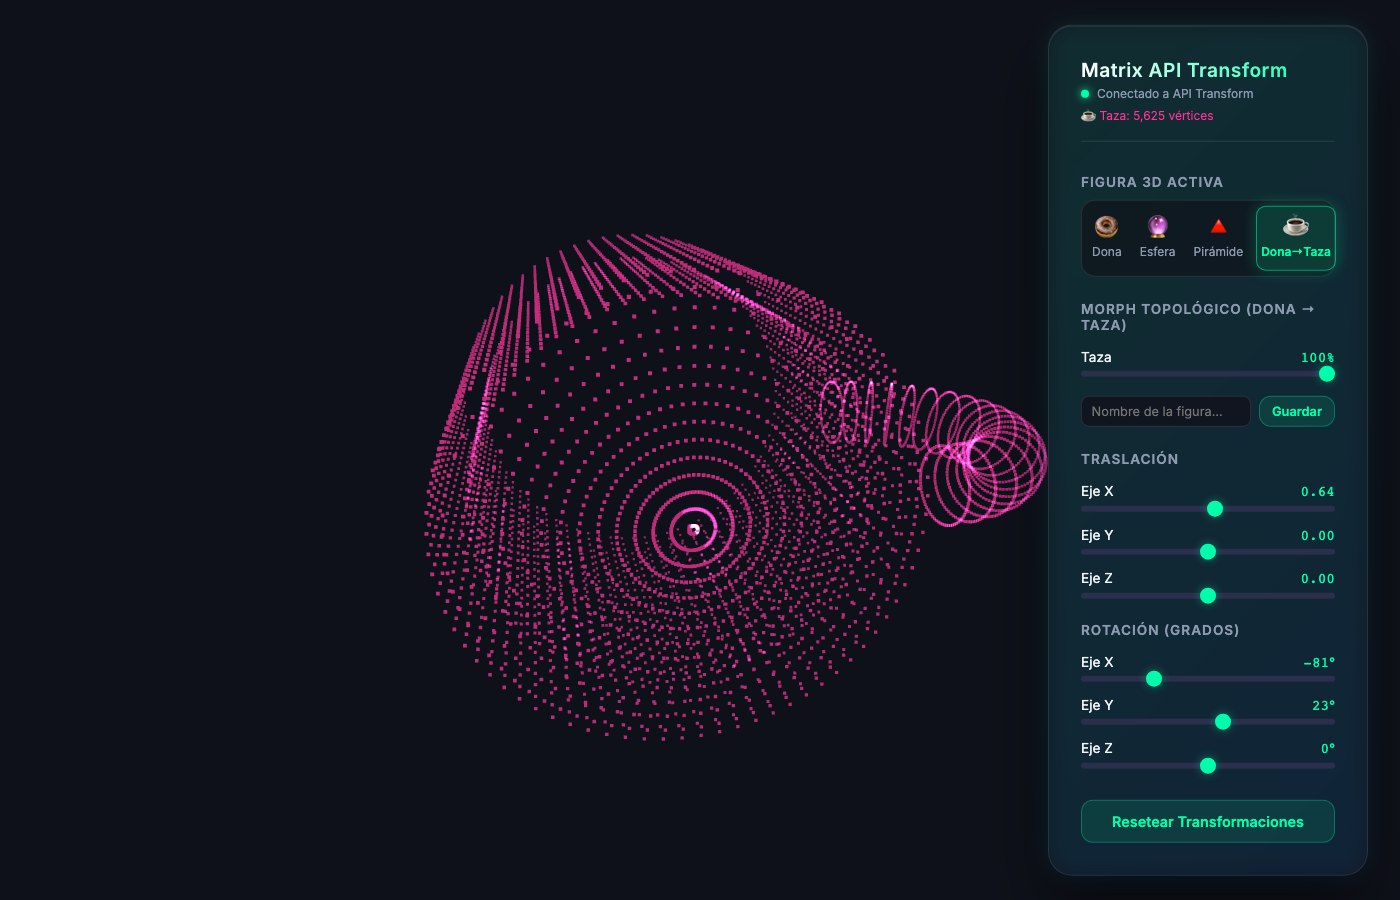 Matrix API Transform
Conectado a API Transform
☕ Taza: 5,625 vértices
FIGURA 3D ACTIVA
Dona
Esfera
Pirámide
Dona→Taza
MORPH TOPOLÓGICO (DONA →
TAZA)
Taza 100%
Nombre de la figura...
Guardar
TRASLACIÓN
Eje X 0.64
Eje Y 0.00
Eje Z 0.00
ROTACIÓN (GRADOS)
Eje X -81°
Eje Y 23°
Eje Z 0°
Resetear Transformaciones